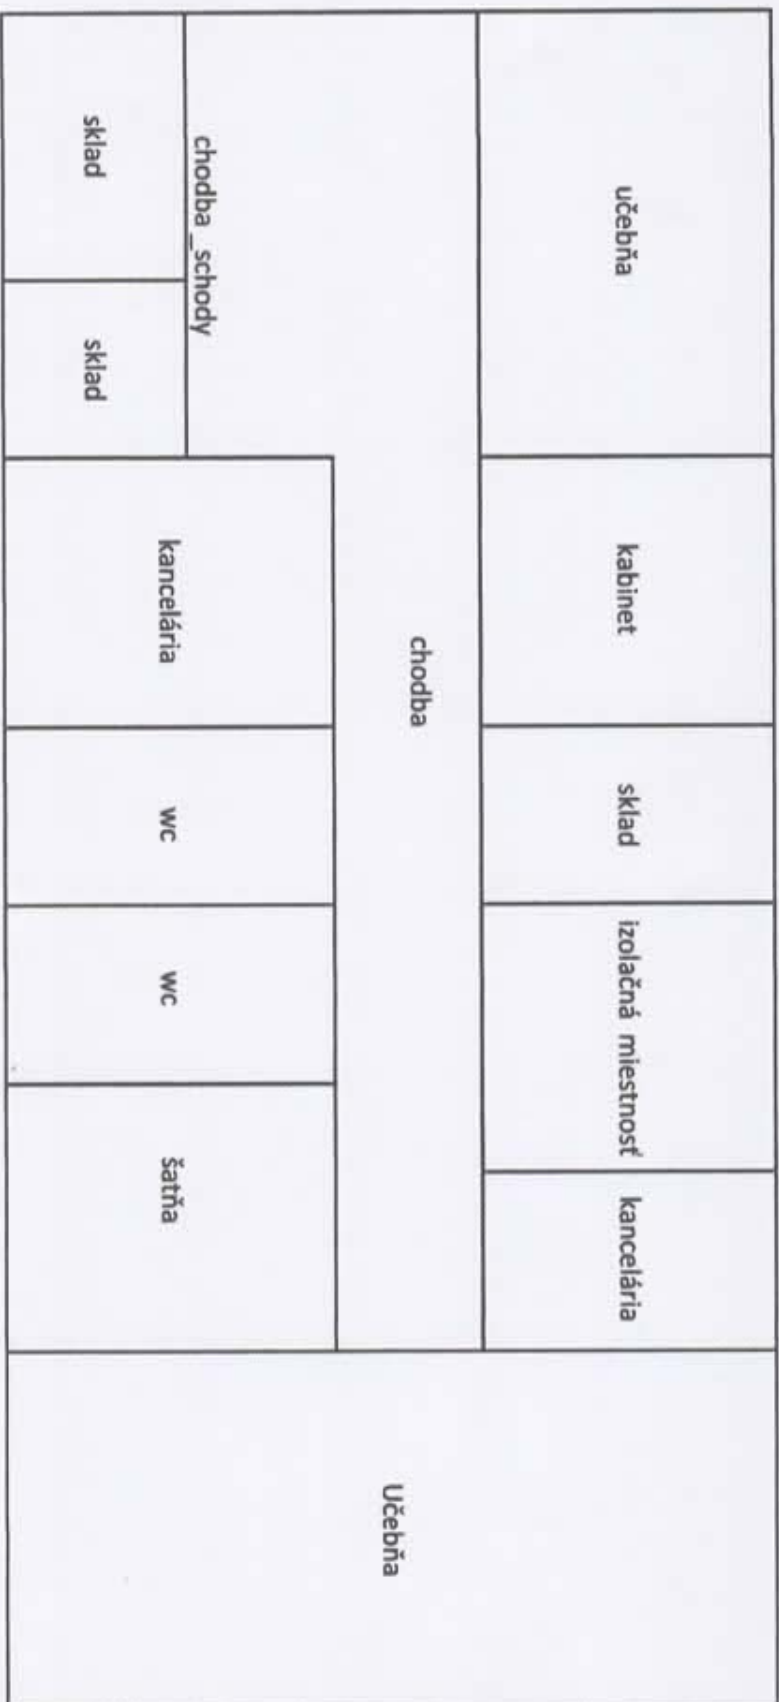 učebňa
kabinet
sklad
izolačná miestnosť
kancelária
chodba
chodba_schody
sklad
sklad
kancelária
wc
wc
šatňa
Učebňa